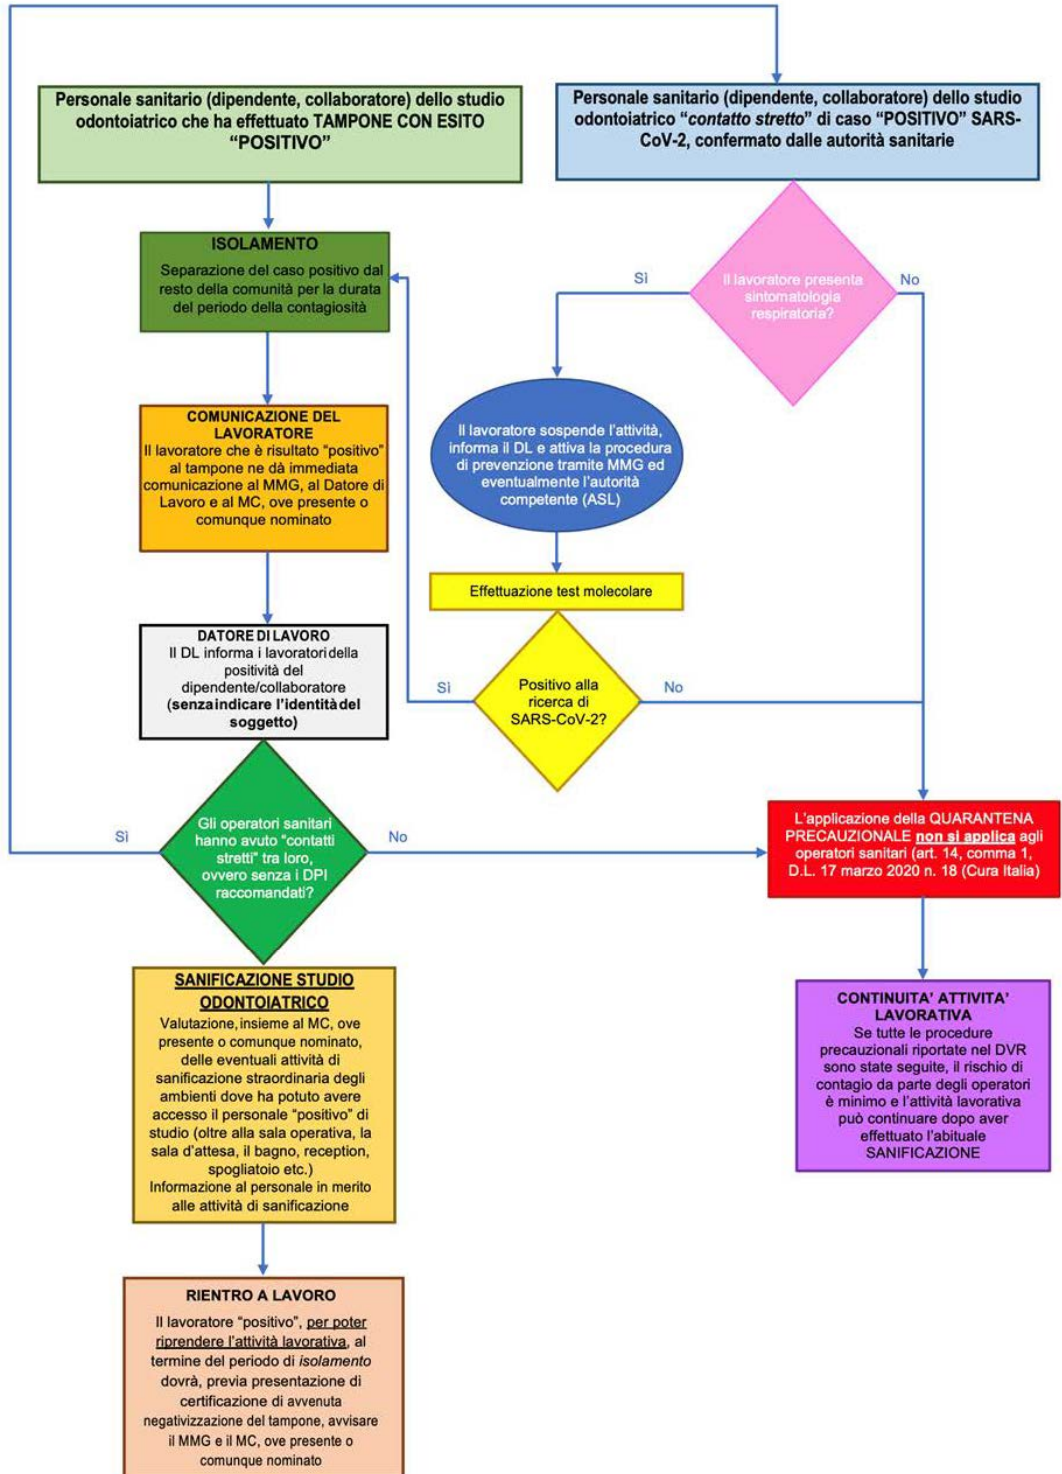 Personale sanitario (dipendente, collaboratore) dello studio
odontoiatrico che ha effettuato TAMPONE CON ESITO
“POSITIVO”
Personale sanitario (dipendente, collaboratore) dello studio
odontoiatrico “contatto stretto” di caso “POSITIVO” SARS-
CoV-2, confermato dalle autorità sanitarie
ISOLAMENTO
Separazione del caso positivo dal
resto della comunità per la durata
del periodo della contagiosità
Sì
Il lavoratore presenta
sintomatologia
respiratoria?
No
COMUNICAZIONE DEL
LAVORATORE
Il lavoratore che è risultato “positivo”
al tampone ne dà immediata
comunicazione al MMG, al Datore di
Lavoro e al MC, ove presente o
comunque nominato
Il lavoratore sospende l’attività,
informa il DL e attiva la procedura
di prevenzione tramite MMG ed
eventualmente l’autorità
competente (ASL)
Effettuazione test molecolare
DATORE DI LAVORO
Il DL informa i lavoratori della
positività del
dipendente/collaboratore
(senza indicare l’identità del
soggetto)
Sì
Positivo alla
ricerca di
SARS-CoV-2?
No
Sì
Gli operatori sanitari
hanno avuto “contatti
stretti” tra loro,
ovvero senza i DPI
raccomandati?
No
L’applicazione della QUARANTENA
PRECAUZIONALE non si applica agli
operatori sanitari (art. 14, comma 1,
D.L. 17 marzo 2020 n. 18 (Cura Italia)
SANIFICAZIONE STUDIO
ODONTOIATRICO
Valutazione, insieme al MC, ove
presente o comunque nominato,
delle eventuali attività di
sanificazione straordinaria degli
ambienti dove ha potuto avere
accesso il personale “positivo” di
studio (oltre alla sala operativa, la
sala d’attesa, il bagno, reception,
spogliatoio etc.)
Informazione al personale in merito
alle attività di sanificazione
CONTINUITA’ ATTIVITA’
LAVORATIVA
Se tutte le procedure
precauzionali riportate nel DVR
sono state seguite, il rischio di
contagio da parte degli operatori
è minimo e l’attività lavorativa
può continuare dopo aver
effettuato l’abituale
SANIFICAZIONE
RIENTRO A LAVORO
Il lavoratore “positivo”, per poter
riprendere l’attività lavorativa, al
termine del periodo di isolamento
dovrà, previa presentazione di
certificazione di avvenuta
negativizzazione del tampone, avvisare
il MMG e il MC, ove presente o
comunque nominato